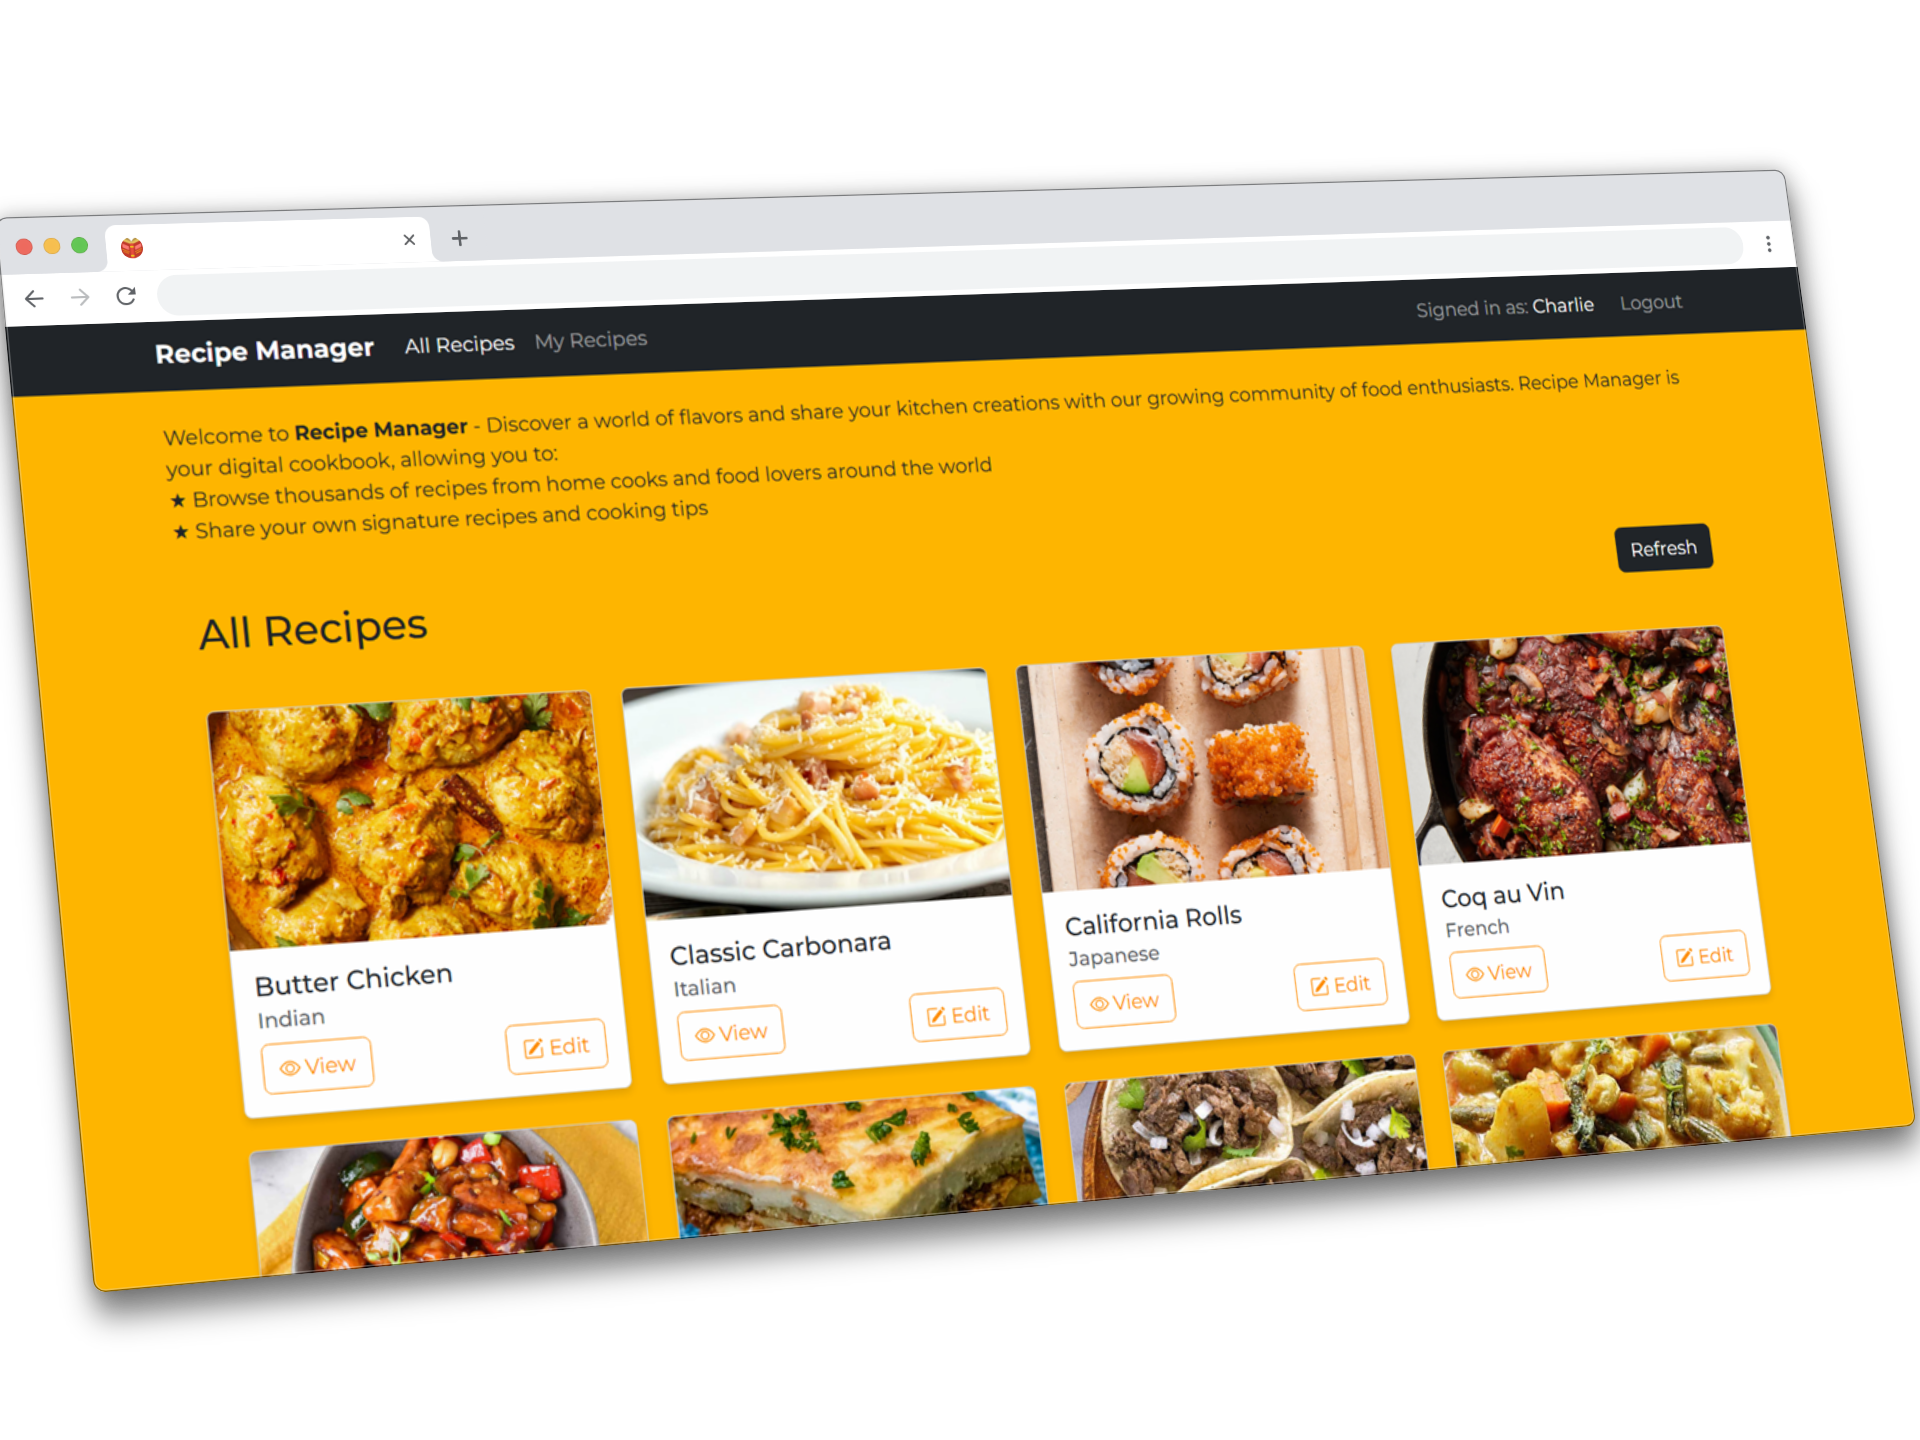 Recipe Manager All Recipes My Recipes Signed in as: Charlie Logout
Welcome to Recipe Manager - Discover a world of flavors and share your kitchen creations with our growing community of food enthusiasts. Recipe Manager is
your digital cookbook, allowing you to:
★ Browse thousands of recipes from home cooks and food lovers around the world
★ Share your own signature recipes and cooking tips
Refresh
All Recipes
Butter Chicken
Indian
View Edit
Classic Carbonara
Italian
View Edit
California Rolls
Japanese
View Edit
Coq au Vin
French
View Edit